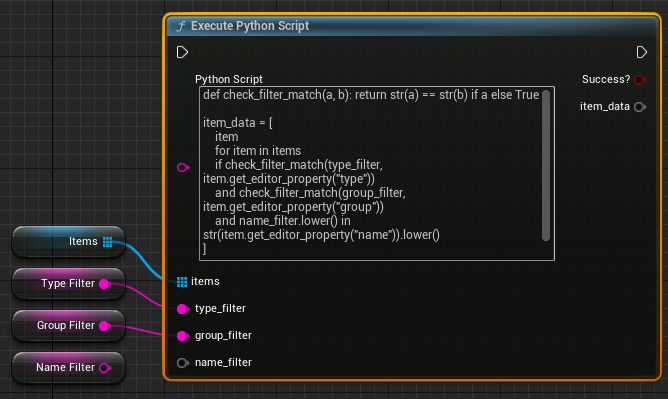 Execute Python Script
Python Script
Success?
def check_filter_match(a, b): return str(a) == str(b) if a else True
item_data
item_data = [
item
for item in items
if check_filter_match(type_filter,
item.get_editor_property("type"))
and check_filter_match(group_filter,
item.get_editor_property("group"))
and name_filter.lower() in
str(item.get_editor_property("name")).lower()
]
Items
items
Type Filter
type_filter
Group Filter
group_filter
Name Filter
name_filter